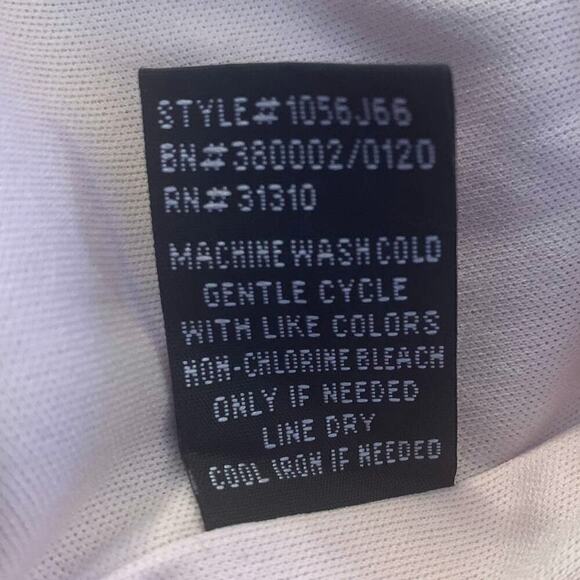 STYLE#1056J66
BN#380002/0120
RN#31310
MACHINE WASH COLD
GENTLE CYCLE
WITH LIKE COLORS
NON-CHLORINE BLEACH
ONLY IF NEEDED
LINE DRY
COOL IRON IF NEEDED